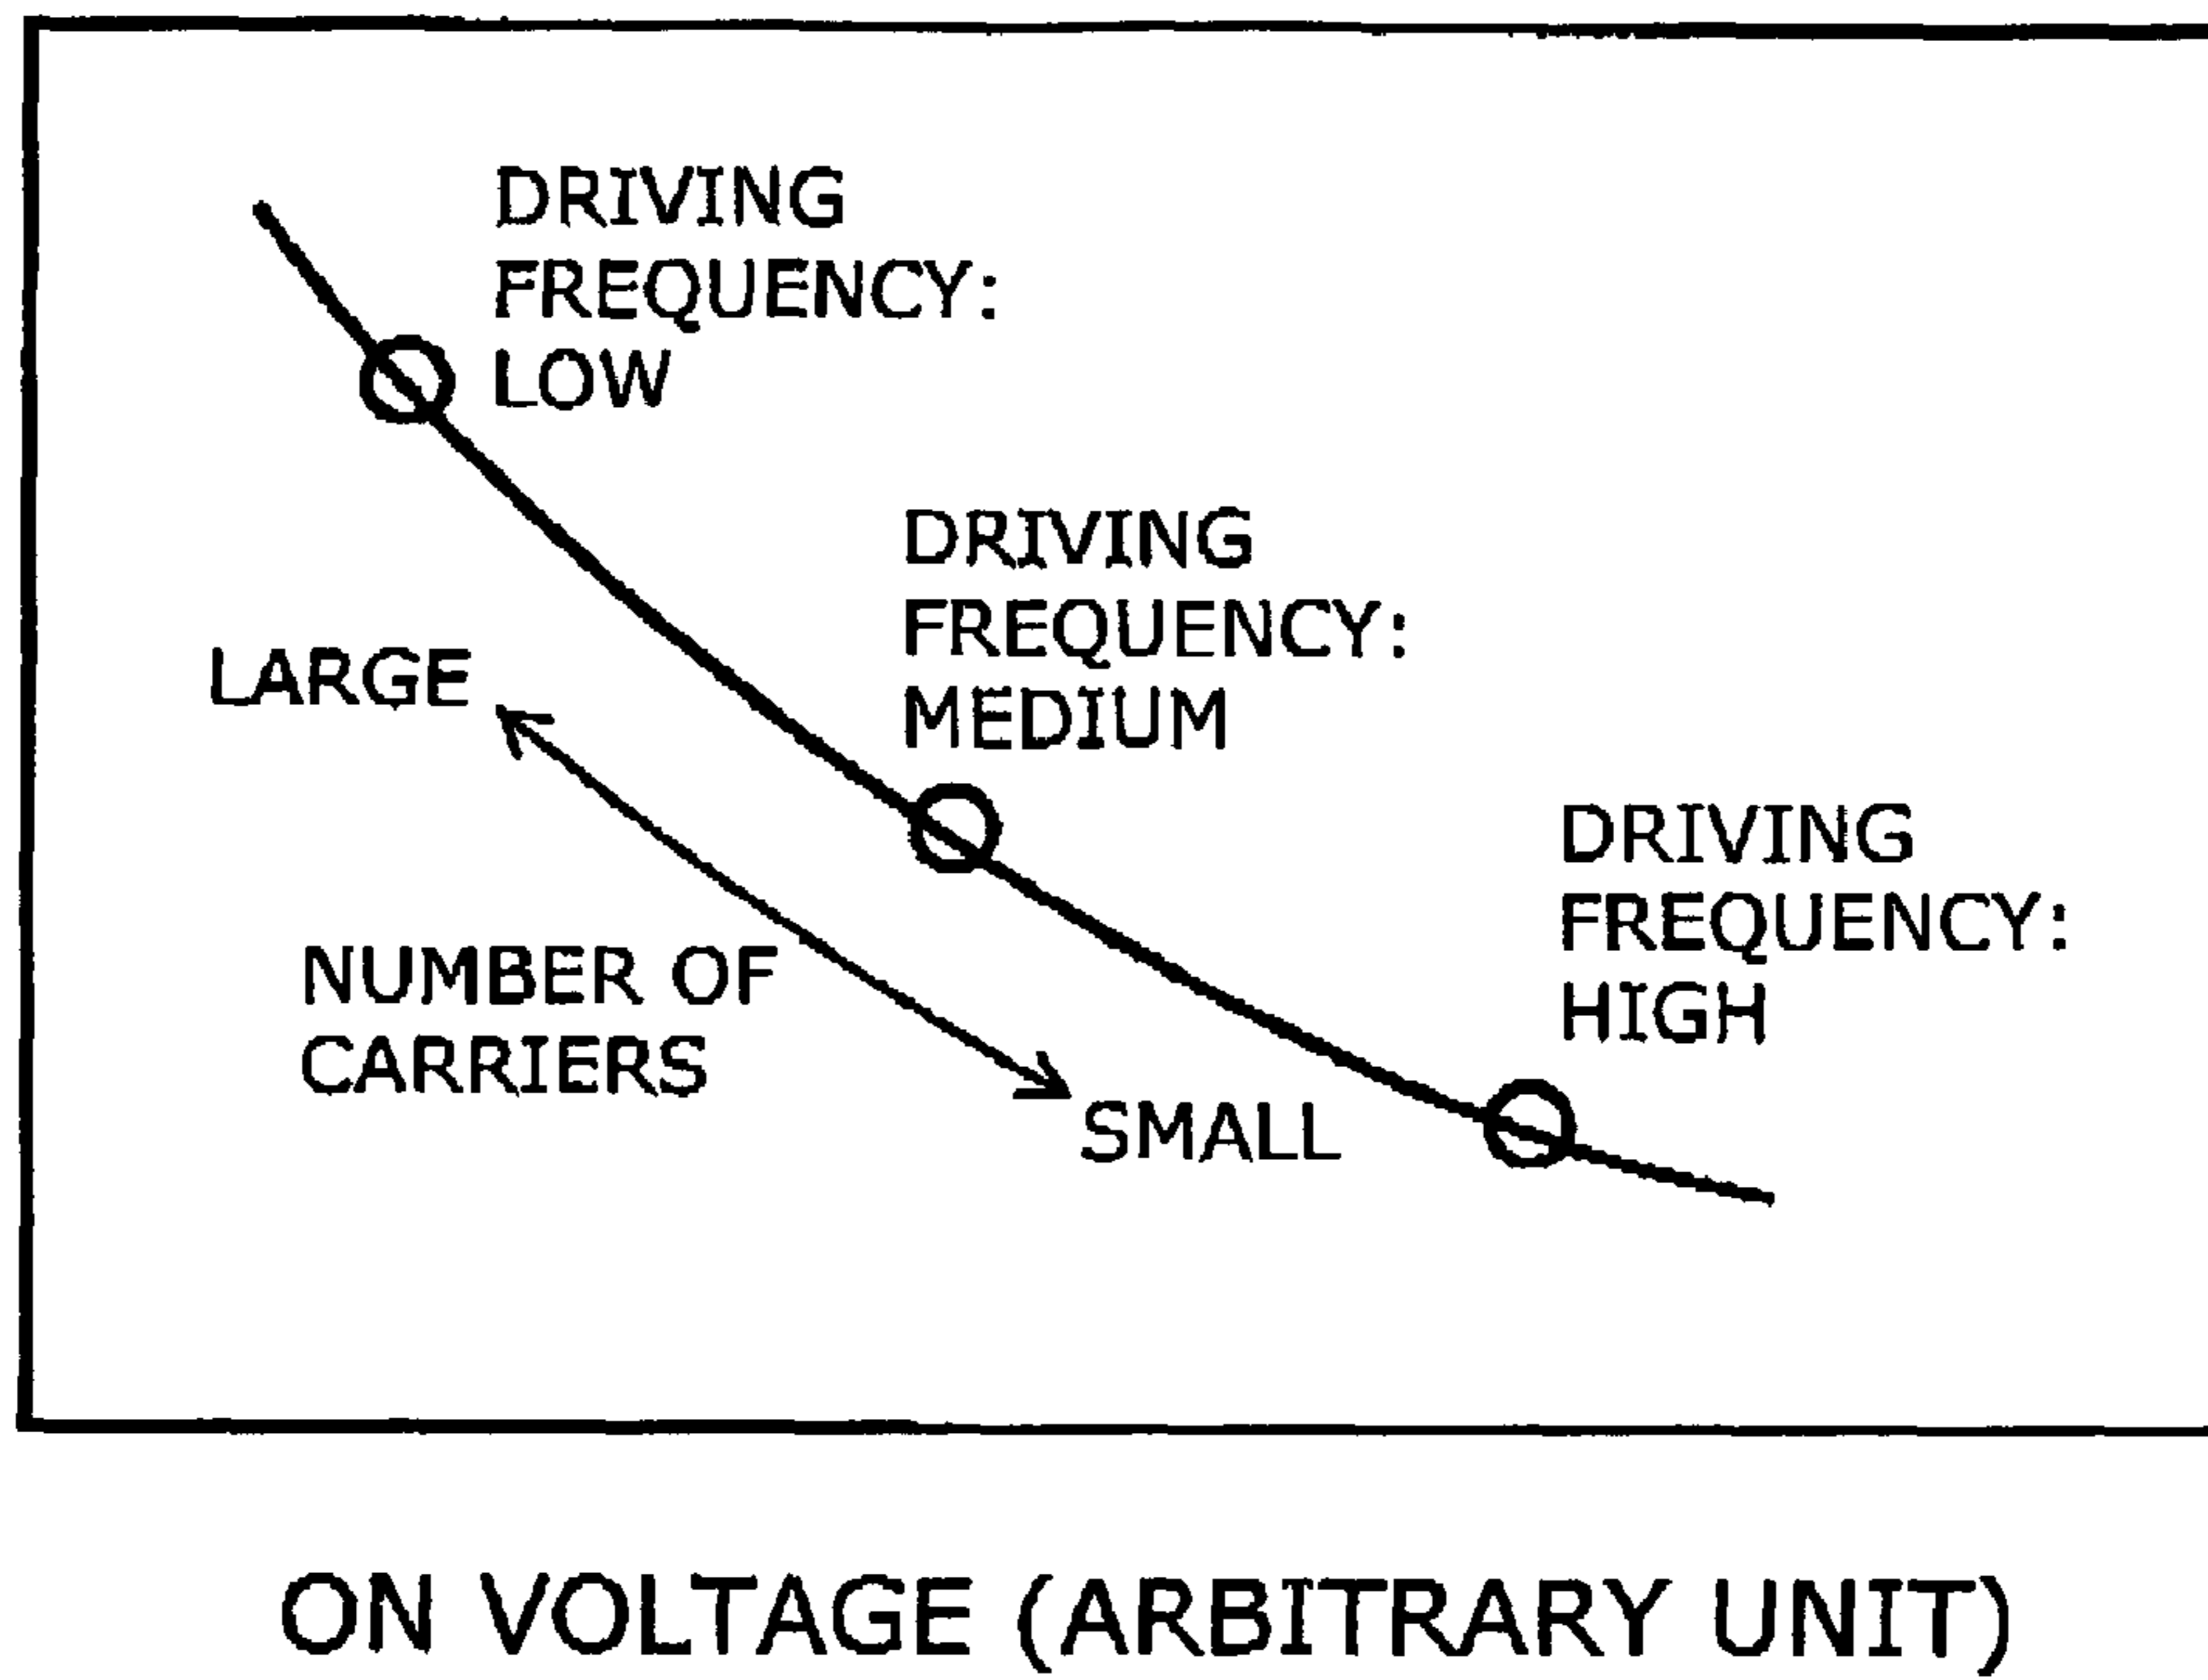 DRIVING
FREQUENCY:
LOW
DRIVING
FREQUENCY:
MEDIUM
LARGE
DRIVING
FREQUENCY:
HIGH
NUMBER OF
CARRIERS
SMALL
ON VOLTAGE (ARBITRARY UNIT)